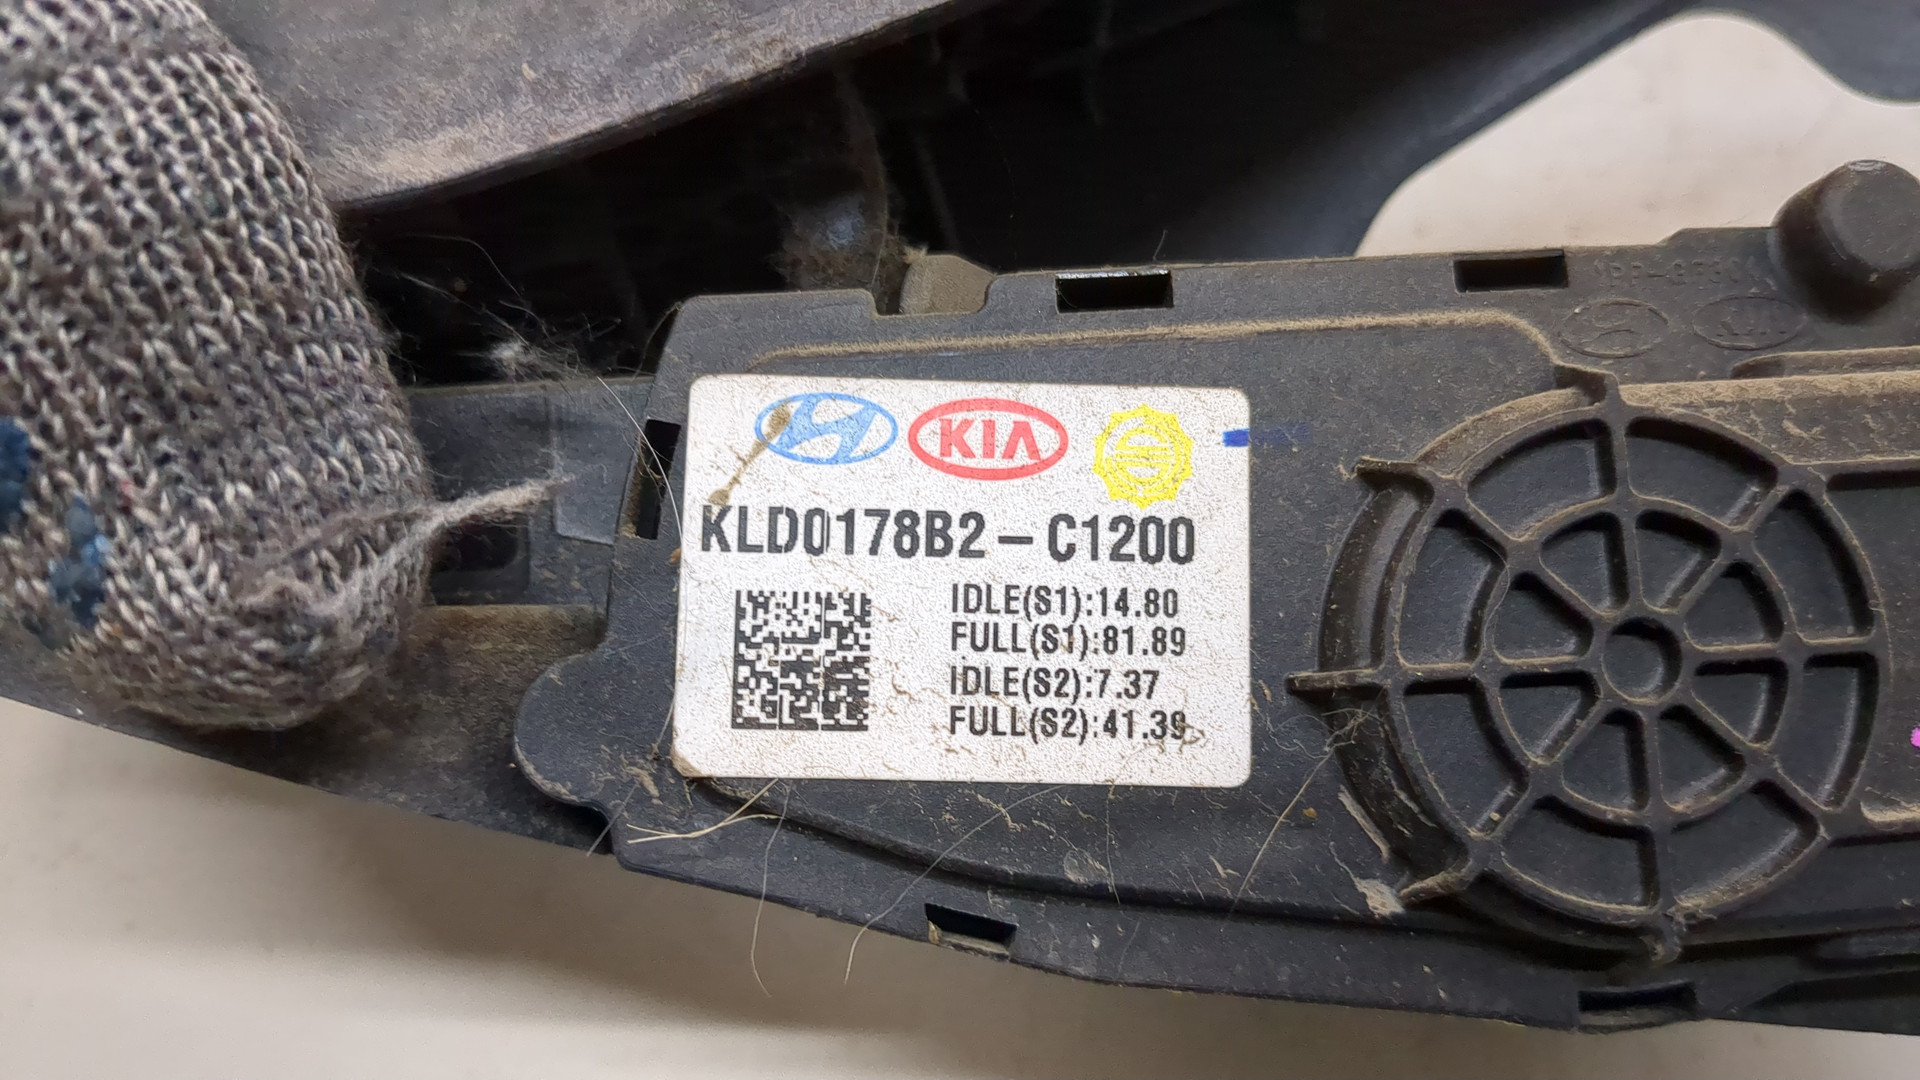 KIA
KLD0178B2-C1200
IDLE(S1):14.80
FULL(S1):81.89
IDLE(S2):7.37
FULL(S2):41.39
KIA